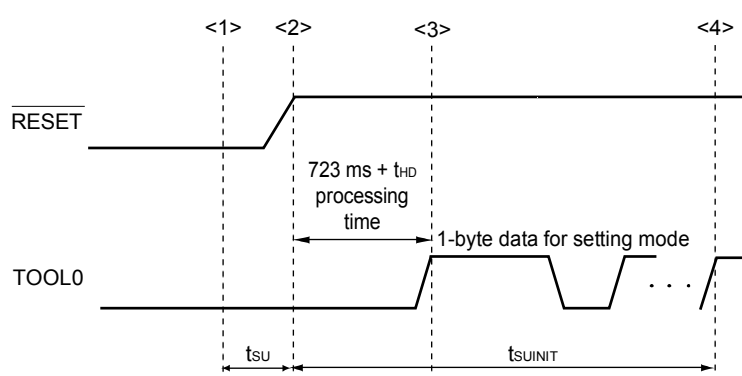 <1> <2> <3> <4>
RESET
723 ms + tHD
processing
time
1-byte data for setting mode
TOOL0
. . .
tSU tSUINIT